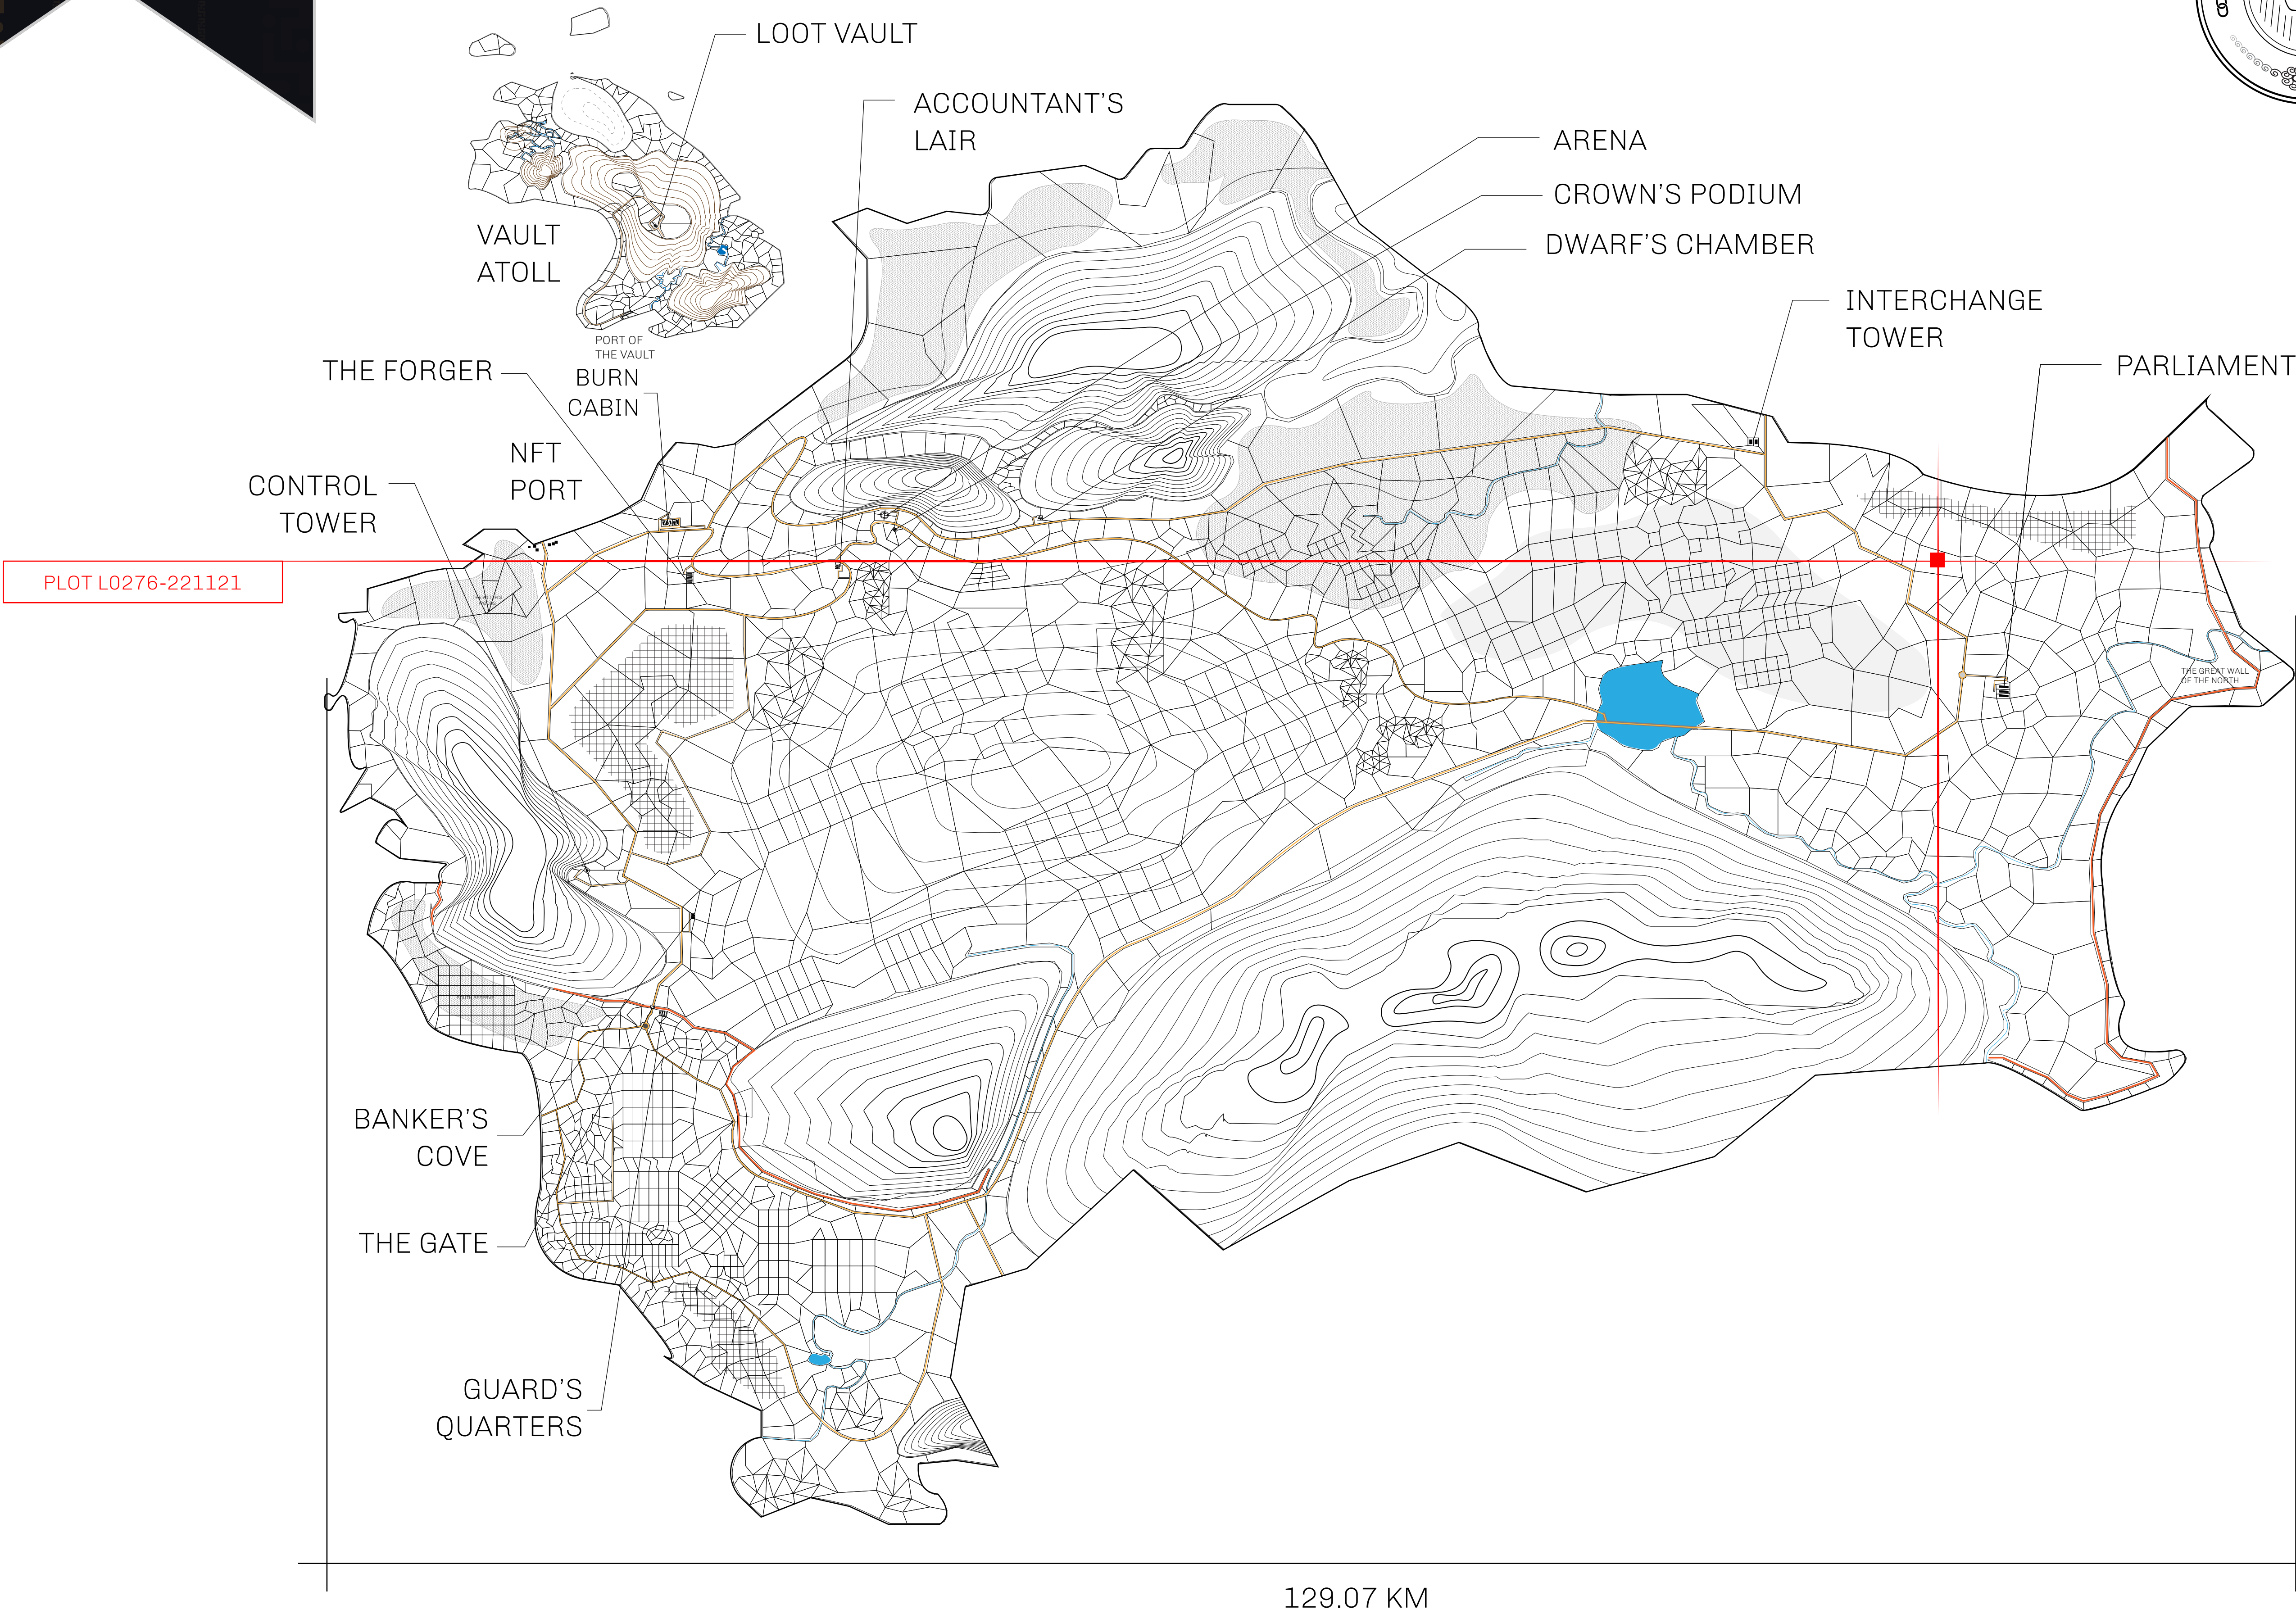 LOOT VAULT
ACCOUNTANT'S
LAIR
ARENA
CROWN'S PODIUM
DWARF'S CHAMBER
VAULT
ATOLL
INTERCHANGE
TOWER
PORT OF
THE VAULT
PARLIAMENT
THE FORGER
BURN
CABIN
NFT
PORT
CONTROL
TOWER
PLOT L0276-221121
THE GREAT WALL
OF THE NORTH
SOUTH RESERVE
BANKER'S
COVE
THE GATE
GUARD'S
QUARTERS
129.07 KM